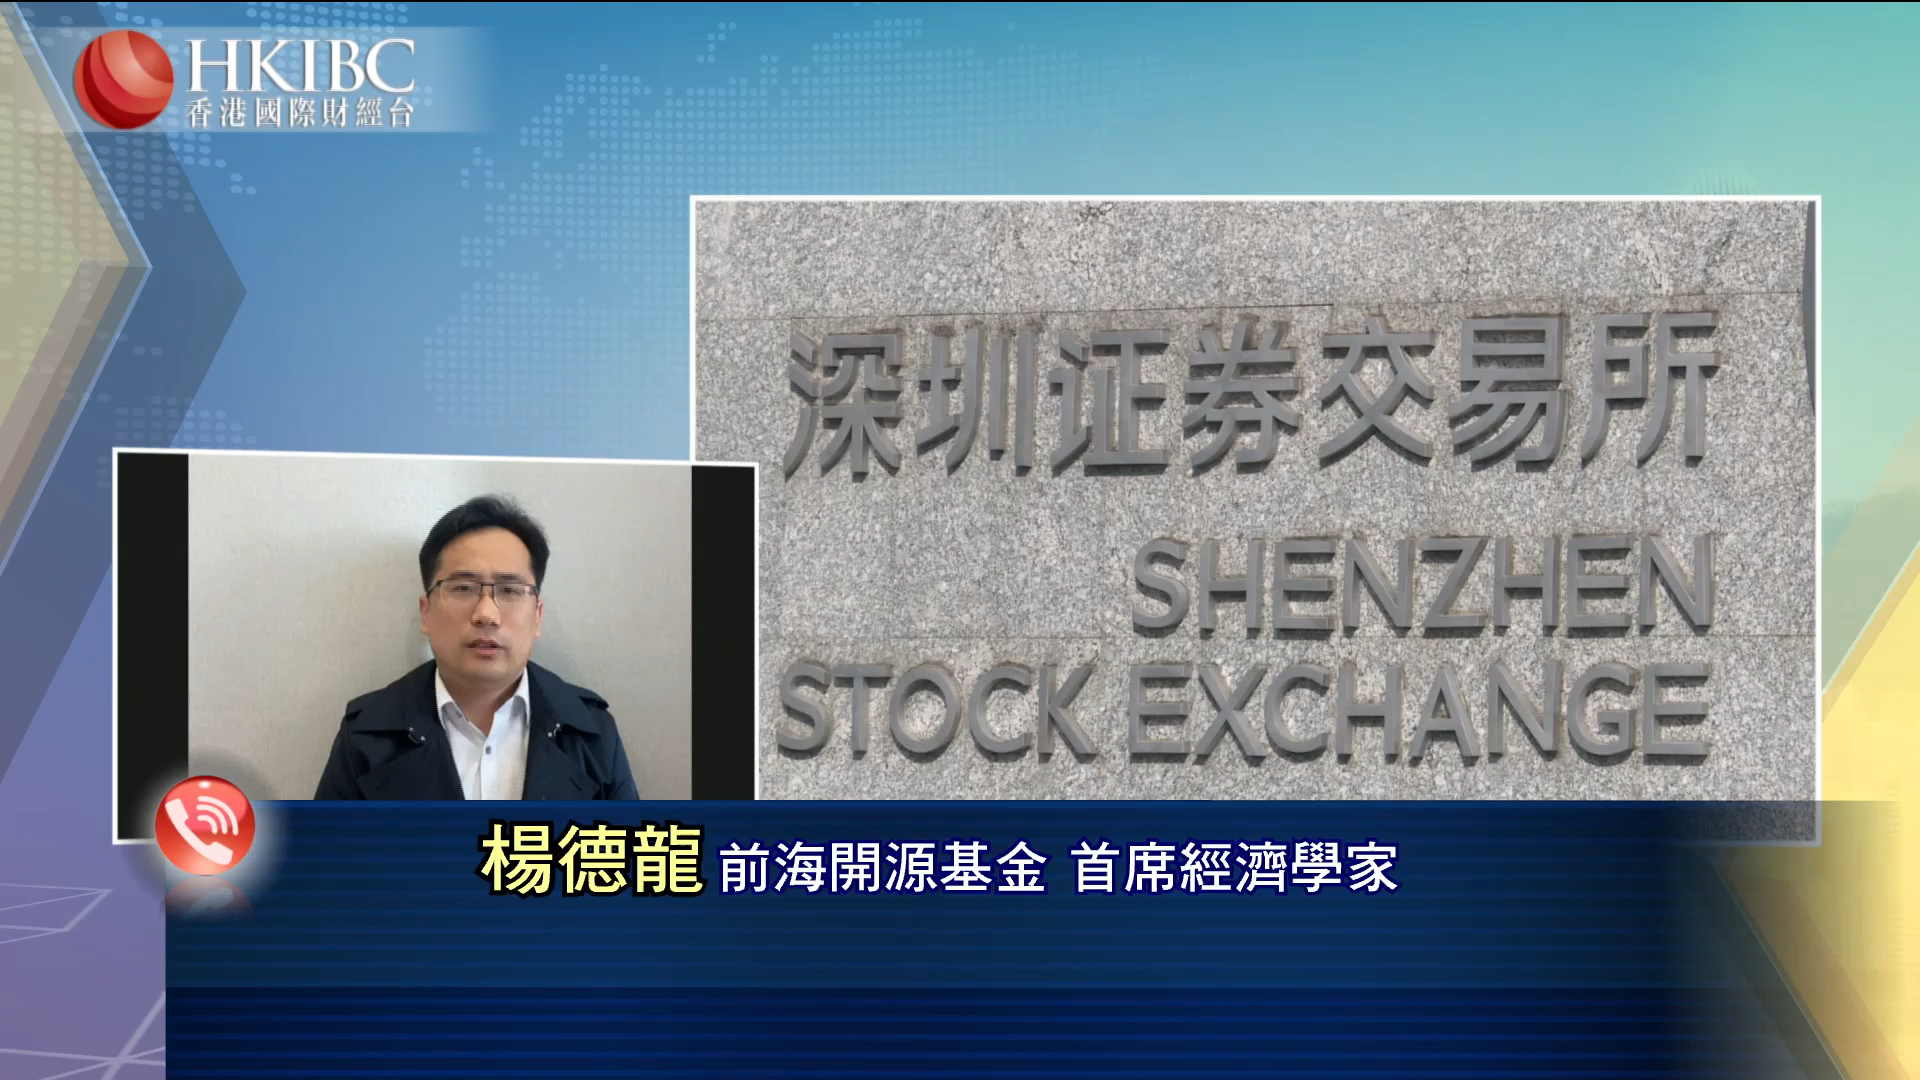 HKIBC
香港國際財經台
深圳证券交易所
SHENZHEN
STOCK EXCHANGE
楊德龍 前海開源基金 首席經濟學家